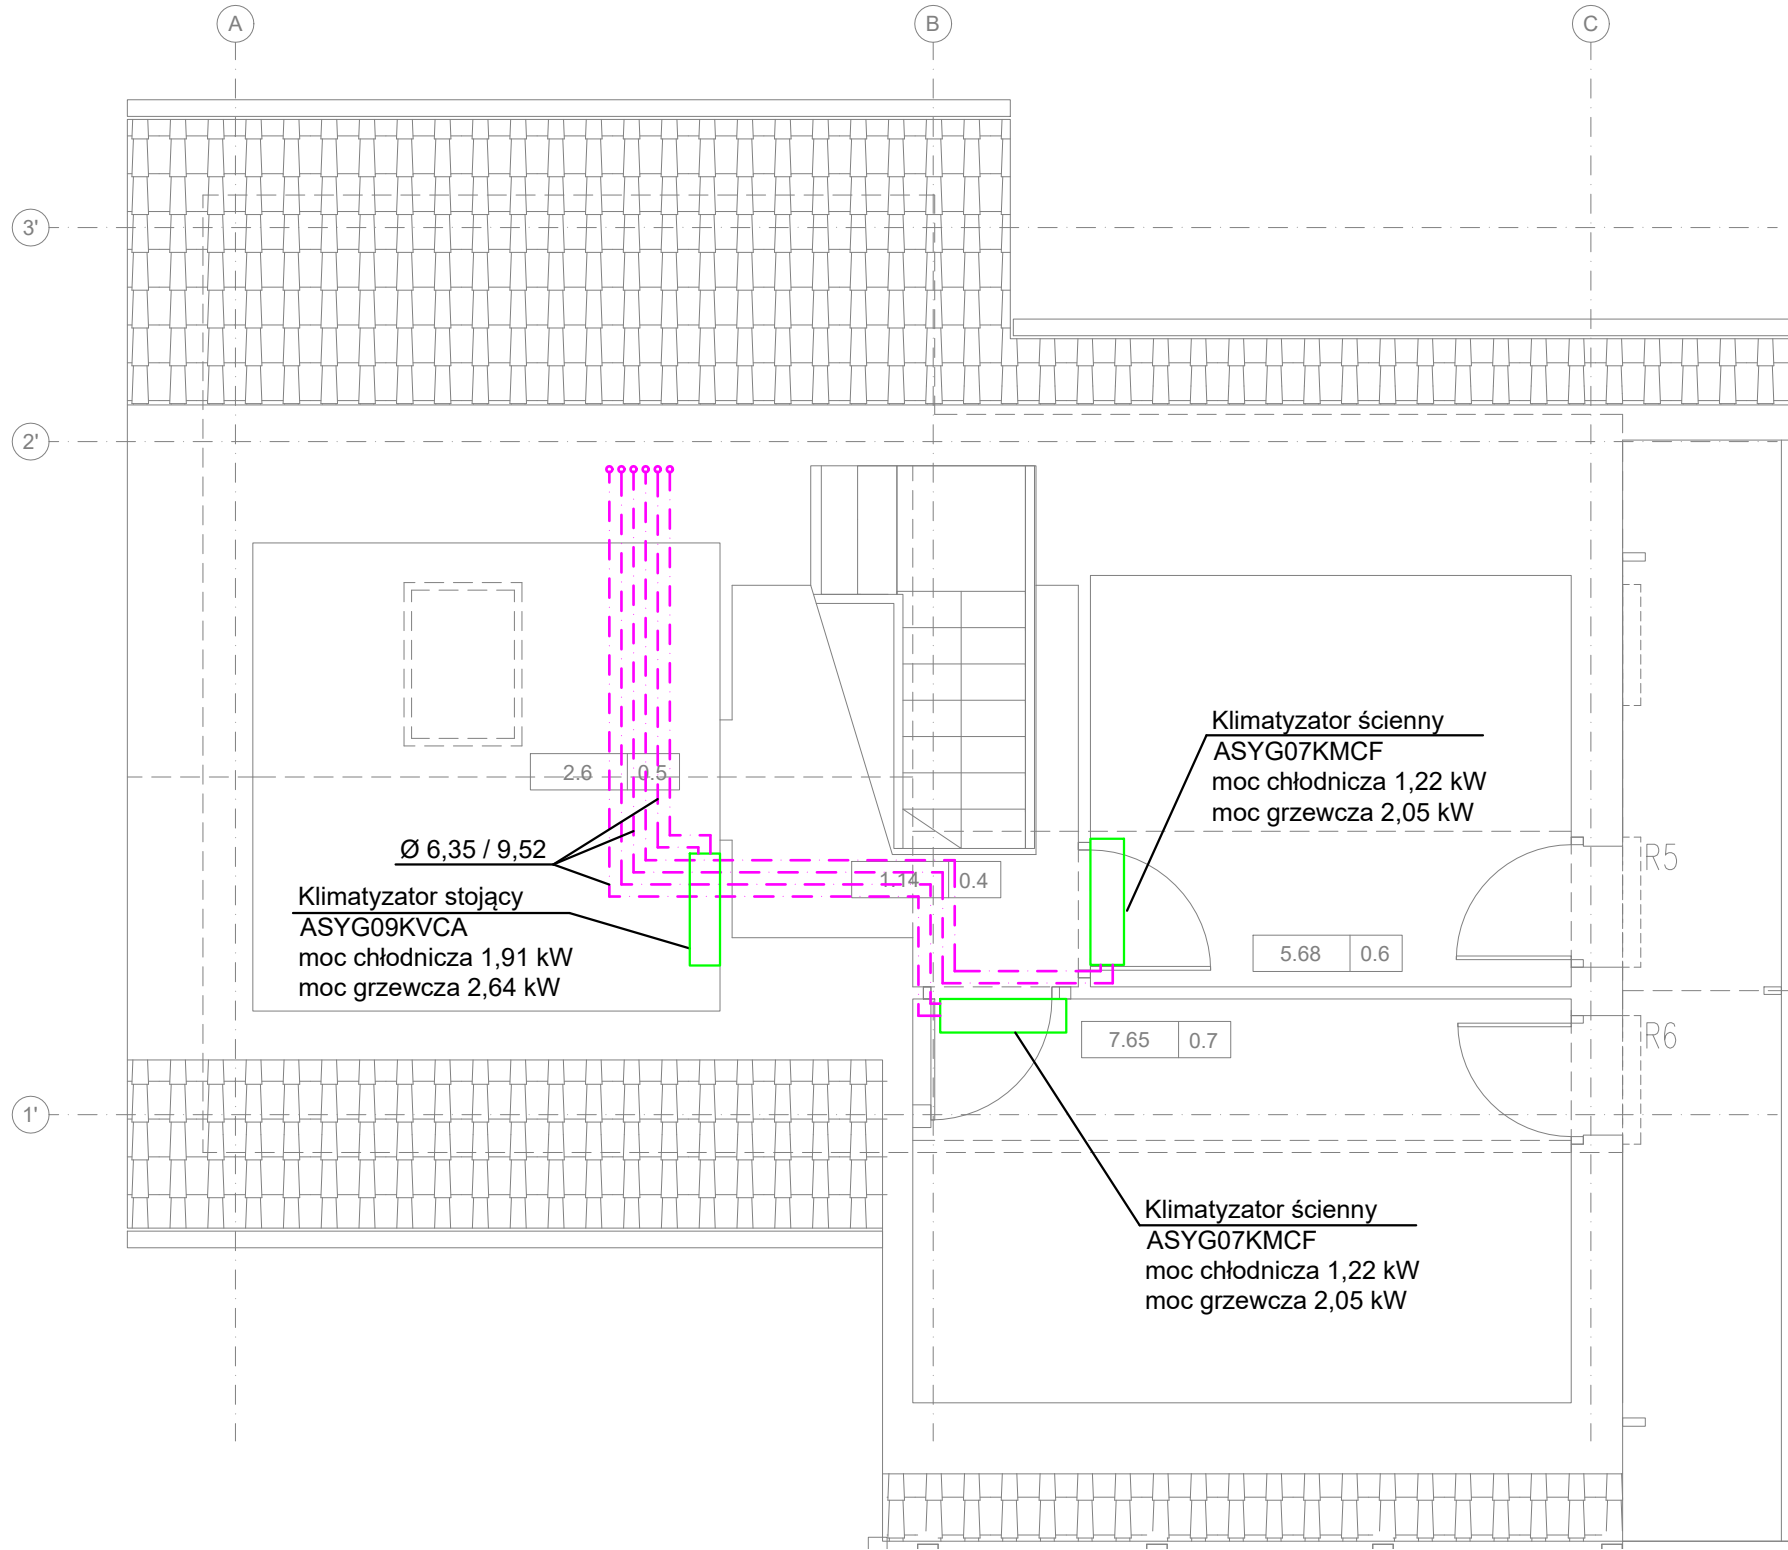 A
B
C
3'
2'
2.6
0.5
Klimatyzator ścienny
ASYG07KMCF
moc chłodnicza 1,22 kW
moc grzewcza 2,05 kW
Ø 6,35 / 9,52
R5
1.14
0.4
Klimatyzator stojący
ASYG09KVCA
moc chłodnicza 1,91 kW
moc grzewcza 2,64 kW
5.68
0.6
7.65
0.7
R6
1'
Klimatyzator ścienny
ASYG07KMCF
moc chłodnicza 1,22 kW
moc grzewcza 2,05 kW